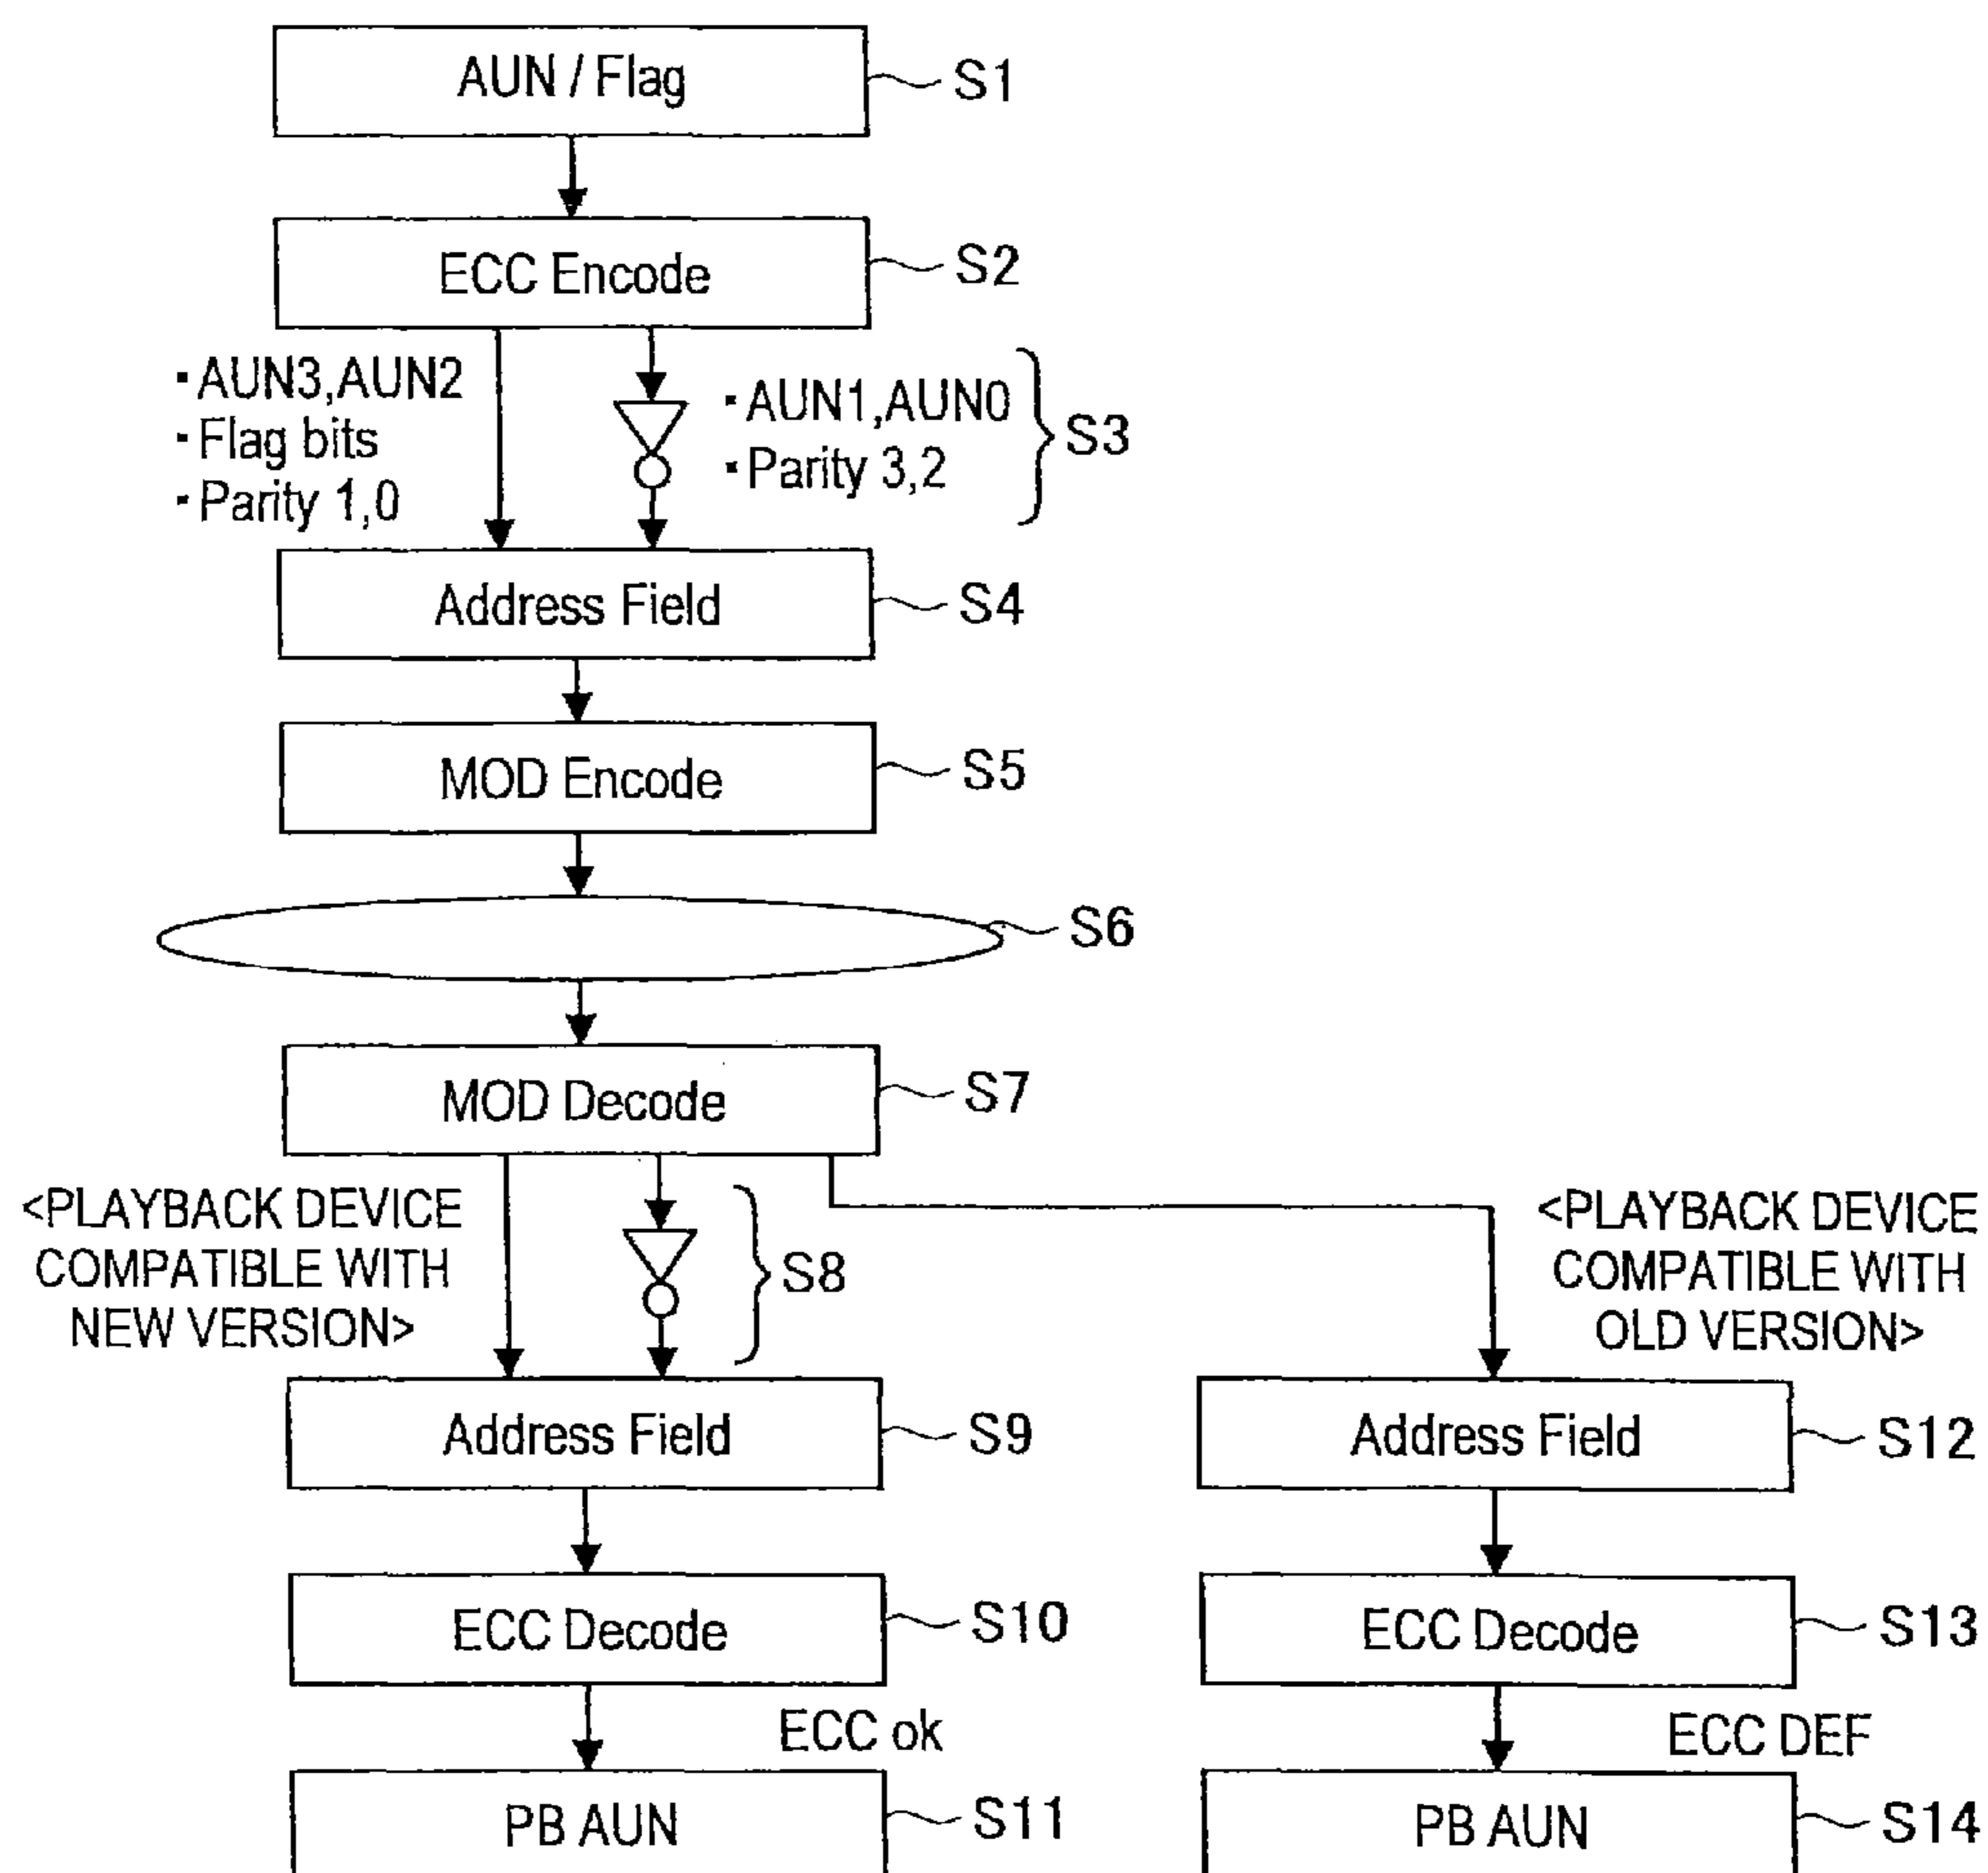 AUN / Flag
S1
ECC Encode
S2
▪ AUN3,AUN2
▪ Flag bits
▪ Parity 1,0
▪ AUN1,AUN0
▪ Parity 3,2
S3
Address Field
S4
MOD Encode
S5
S6
MOD Decode
S7
<PLAYBACK DEVICE
COMPATIBLE WITH
NEW VERSION>
S8
<PLAYBACK DEVICE
COMPATIBLE WITH
OLD VERSION>
Address Field
S9
Address Field
S12
ECC Decode
S10
ECC Decode
S13
ECC ok
ECC DEF
PB AUN
S11
PB AUN
S14